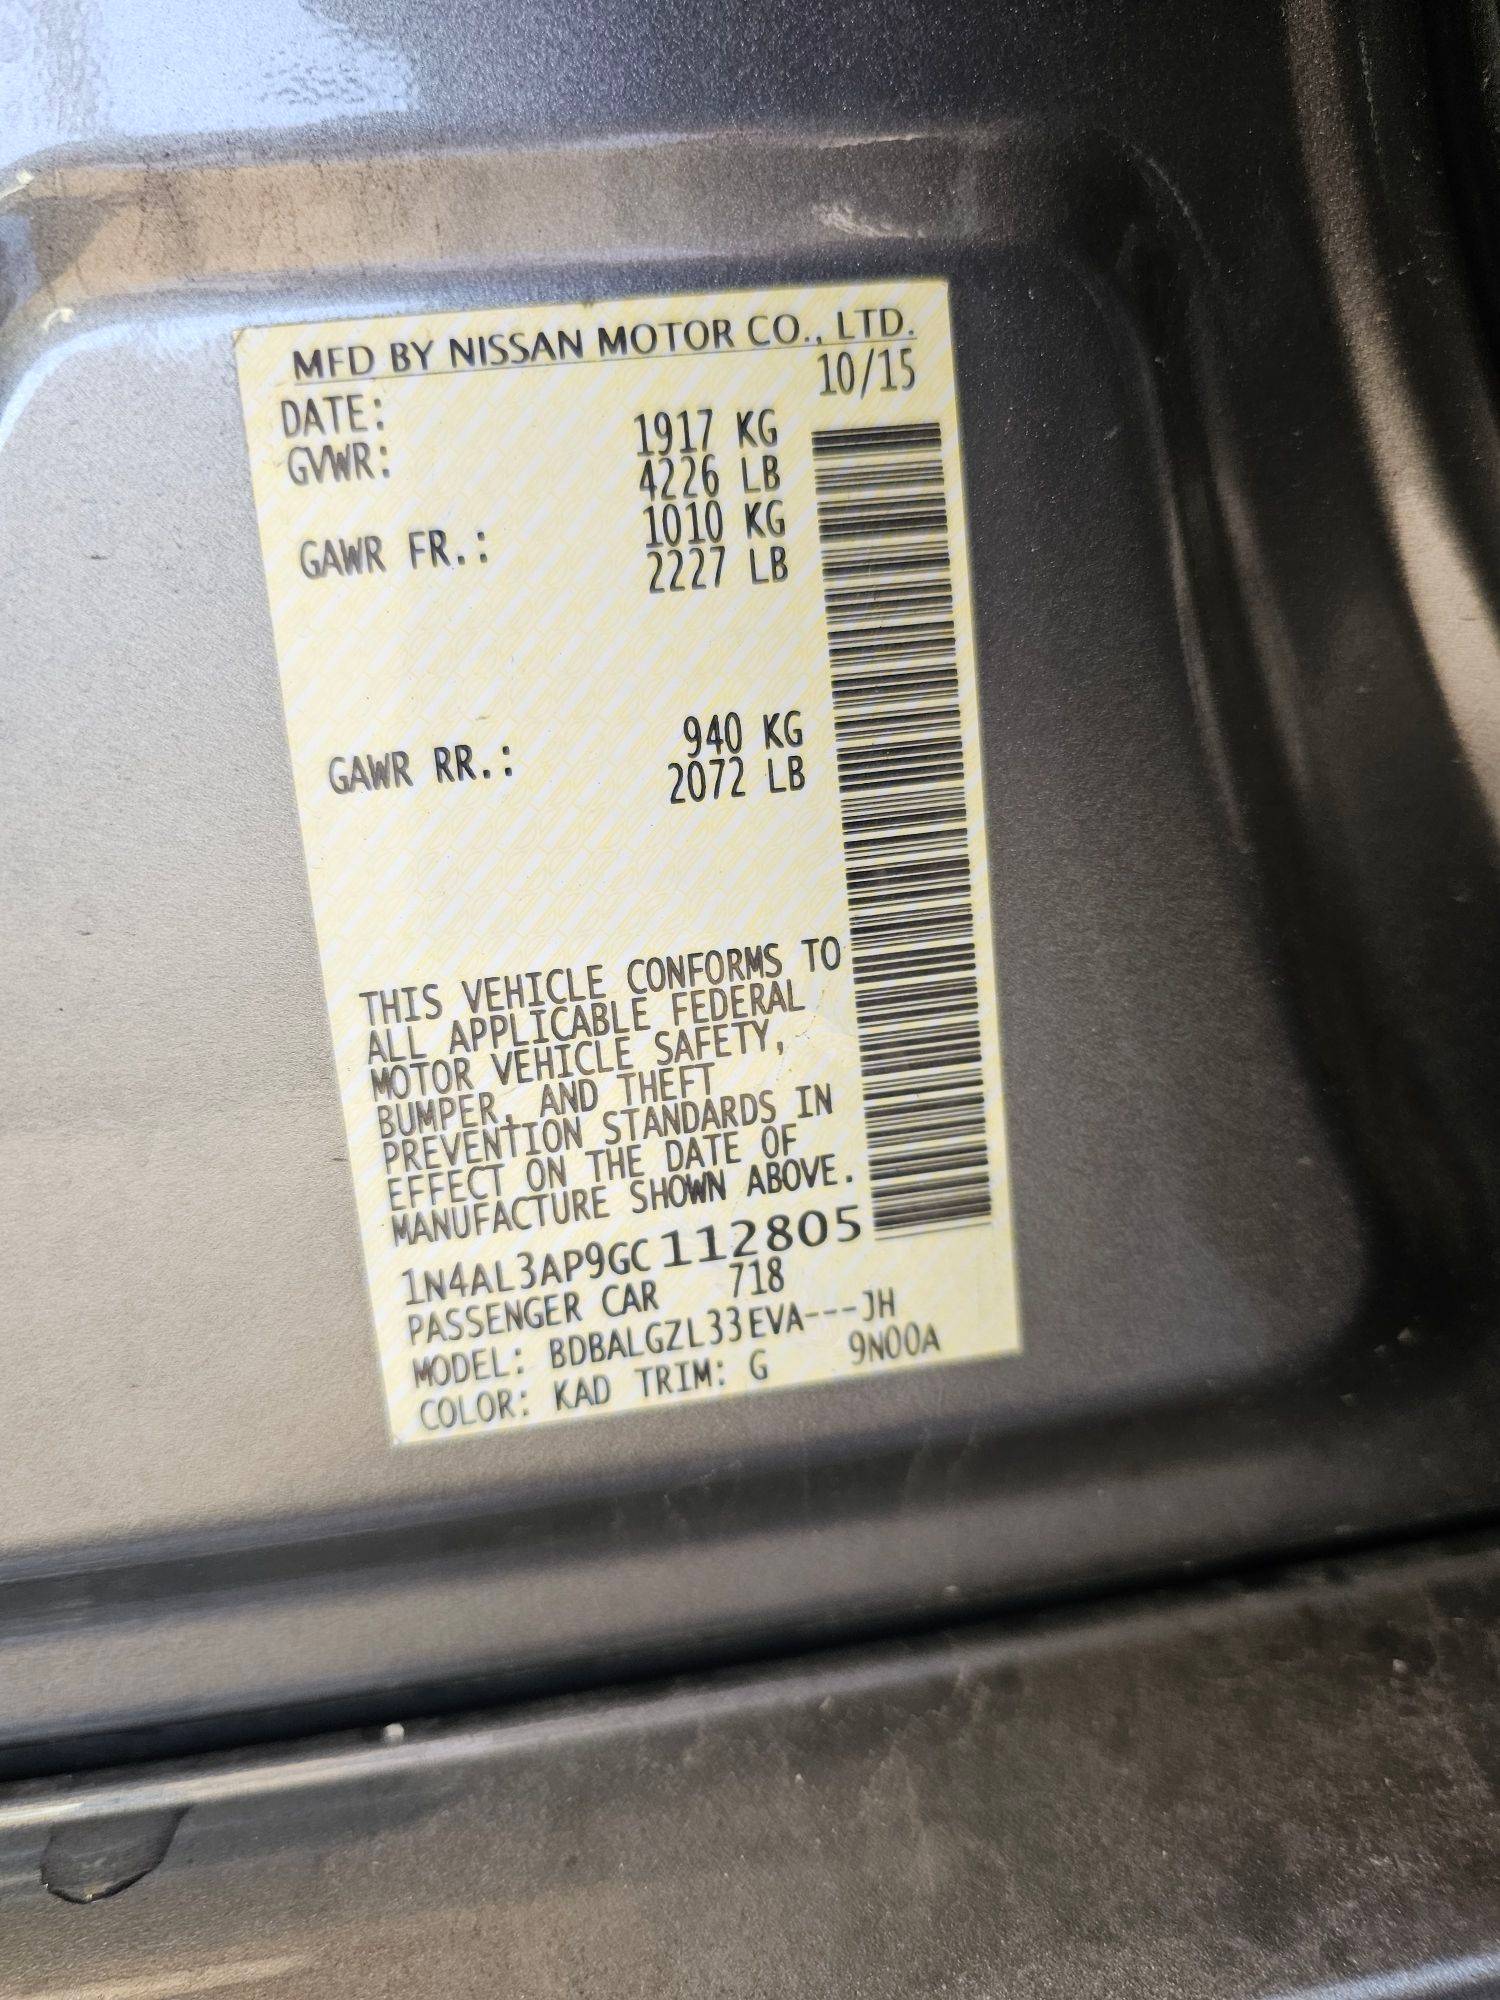 MFD BY NISSAN MOTOR CO., LTD.
DATE: 10/15
GVWR: 1917 KG
4226 LB
GAWR FR.: 1010 KG
2227 LB
GAWR RR.: 940 KG
2072 LB
THIS VEHICLE CONFORMS TO
ALL APPLICABLE FEDERAL
MOTOR VEHICLE SAFETY,
BUMPER, AND THEFT
PREVENTION STANDARDS IN
EFFECT ON THE DATE OF
MANUFACTURE SHOWN ABOVE.
1N4AL3AP9GC112805
PASSENGER CAR 718
MODEL: BDBALGZL33EVA---JH
COLOR: KAD TRIM: G 9N00A